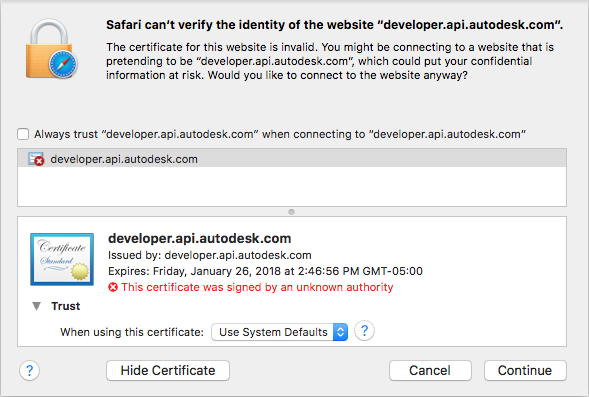 Safari can’t verify the identity of the website “developer.api.autodesk.com”.
The certificate for this website is invalid. You might be connecting to a website that is
pretending to be “developer.api.autodesk.com”, which could put your confidential
information at risk. Would you like to connect to the website anyway?
Always trust “developer.api.autodesk.com” when connecting to “developer.api.autodesk.com”
developer.api.autodesk.com
Certificate
Standard
developer.api.autodesk.com
Issued by: developer.api.autodesk.com
Expires: Friday, January 26, 2018 at 2:46:56 PM GMT-05:00
This certificate was signed by an unknown authority
Trust
When using this certificate: Use System Defaults ?
? Hide Certificate Cancel Continue